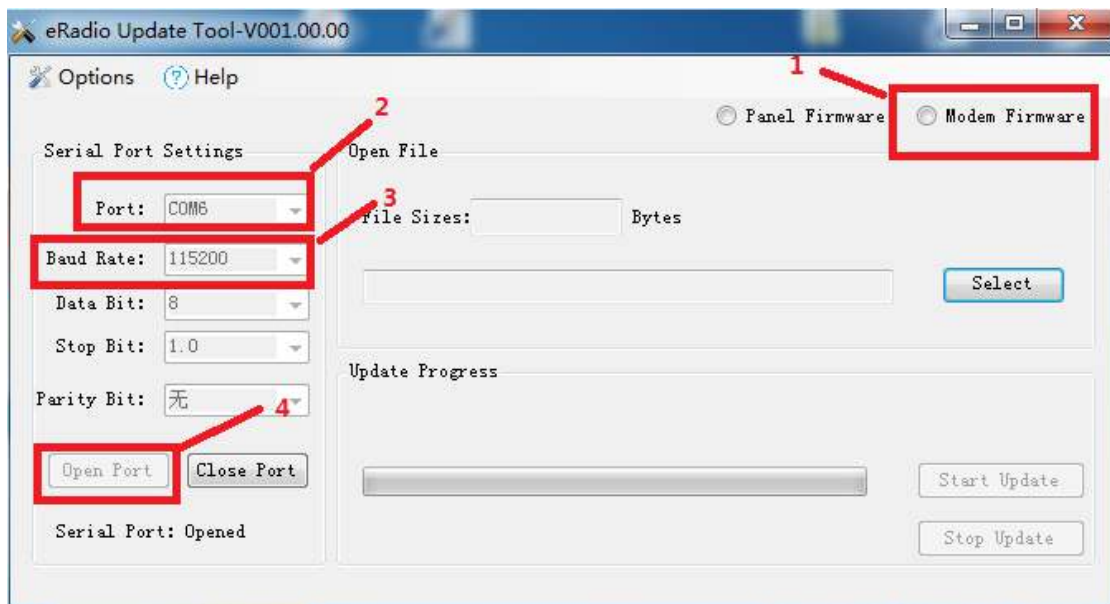 eRadio Update Tool-V001.00.00
Options Help
1
Panel Firmware Modem Firmware
2
Serial Port Settings
Port: COM6
3
Baud Rate: 115200
Data Bit: 8
Stop Bit: 1.0
Parity Bit: 无
4
Open Port Close Port
Serial Port: Opened
Open File
File Sizes: Bytes
Select
Update Progress
Start Update
Stop Update